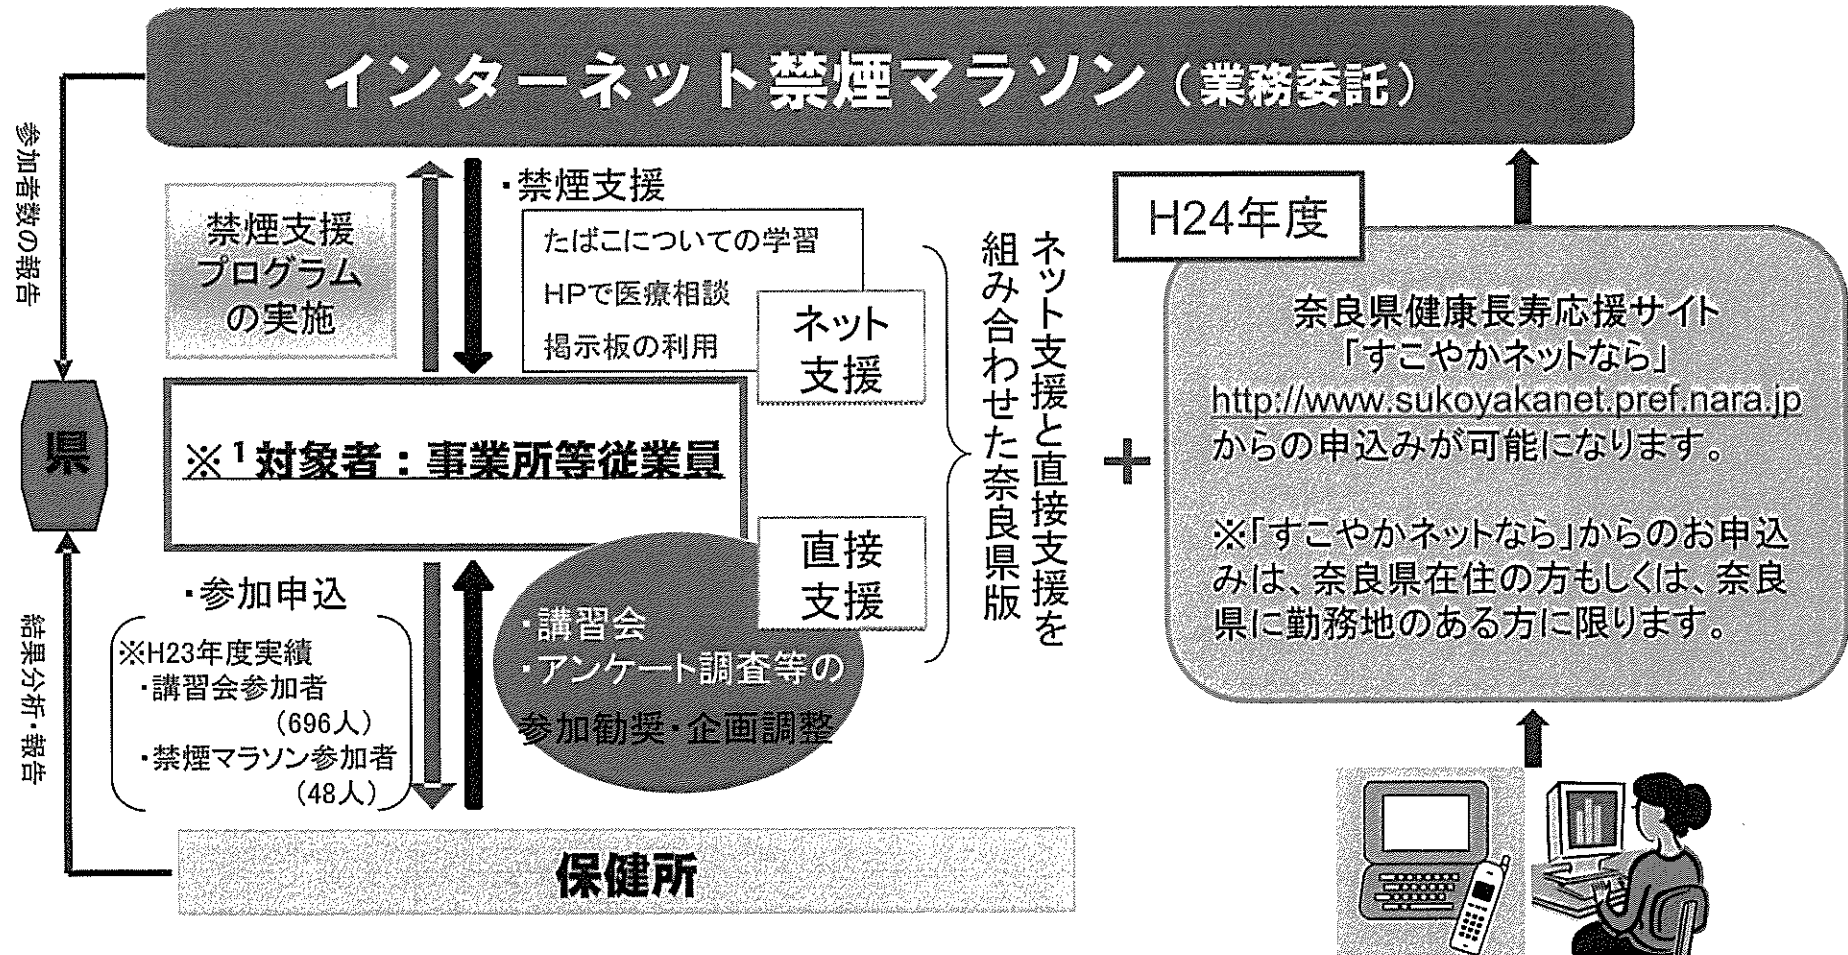 インターネット禁煙マラソン（業務委託）
参加者数の報告
禁煙支援
プログラム
の実施
・禁煙支援
たばこについての学習
HPで医療相談
掲示板の利用
ネット
支援
県
※1対象者：事業所等従業員
直接
支援
ネット支援と直接支援を
組み合わせた奈良県版
・参加申込
※H23年度実績
・講習会参加者
（696人）
・禁煙マラソン参加者
（48人）
・講習会
・アンケート調査等の
参加勧奨・企画調整
結果分析・報告
保健所
＋
H24年度
奈良県健康長寿応援サイト
「すこやかネットなら」
http://www.sukoyakanet.pref.nara.jp
からの申込みが可能になります。
※「すこやかネットなら」からのお申込
みは、奈良県在住の方もしくは、奈良
県に勤務地のある方に限ります。